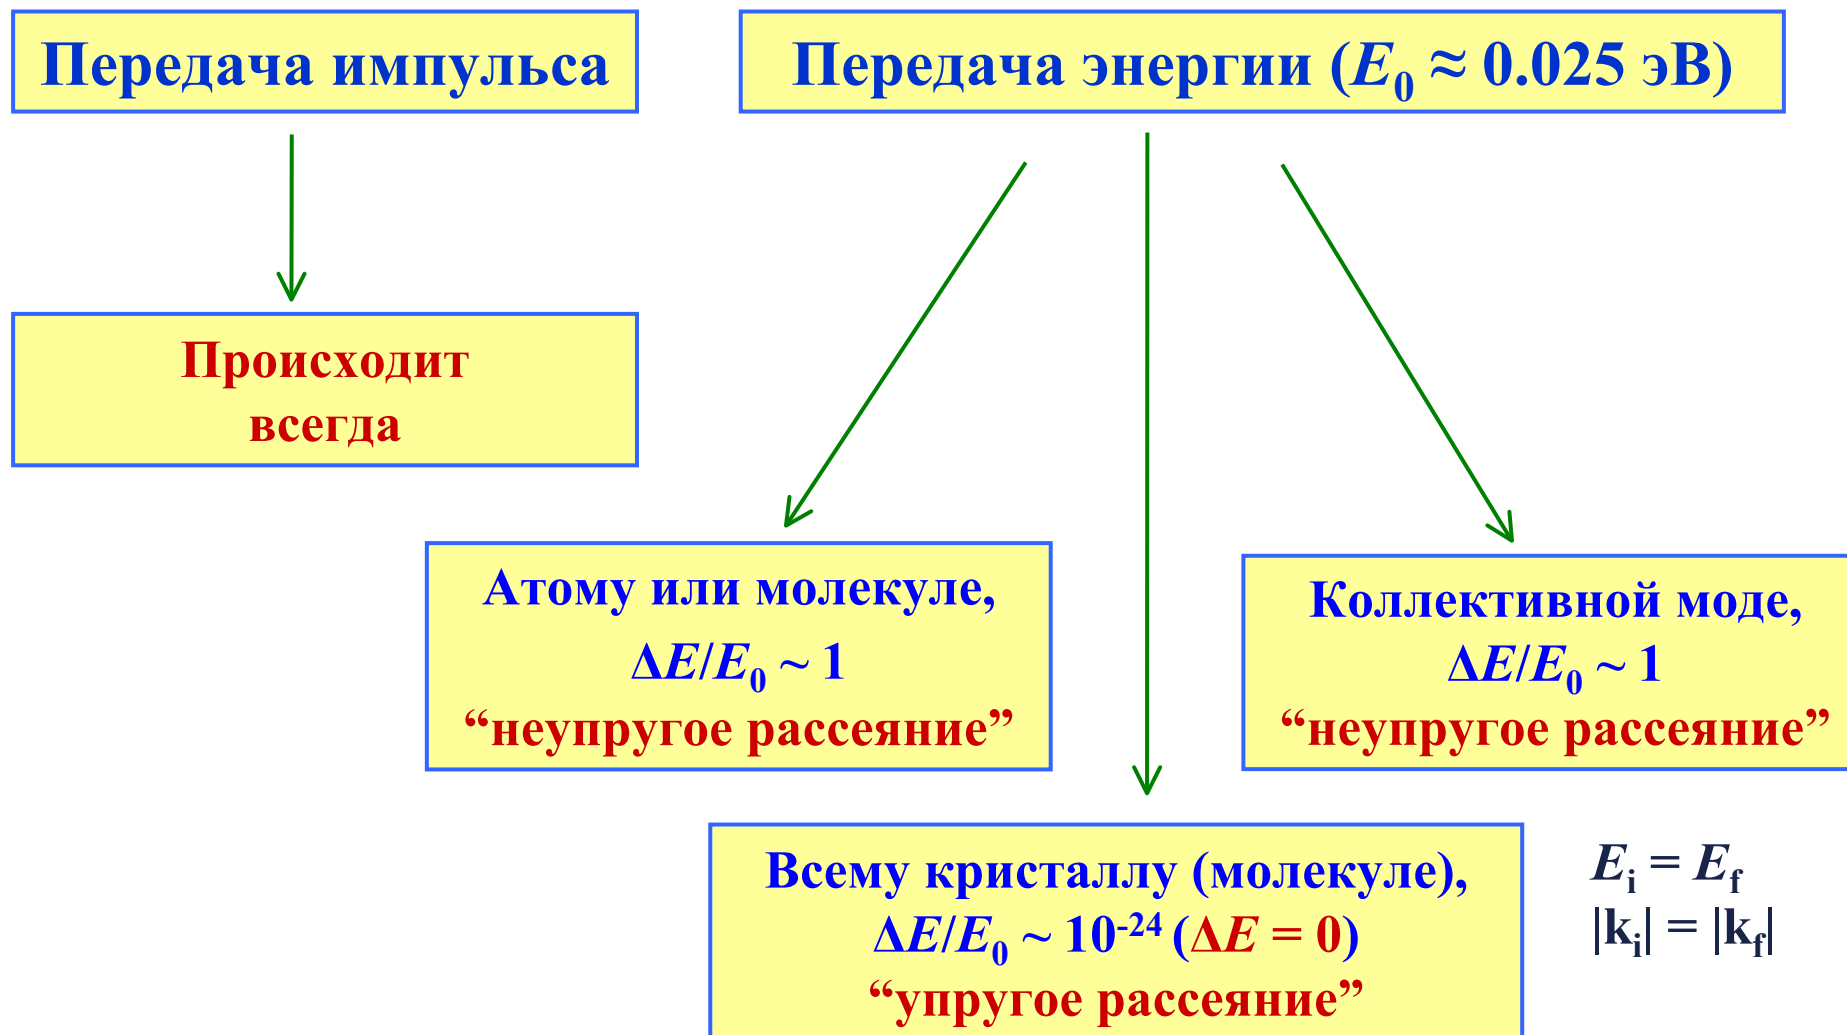 Передача импульса
Передача энергии (E₀ ≈ 0.025 эВ)
Происходит
всегда
Атому или молекуле,
ΔE/E₀ ~ 1
“неупругое рассеяние”
Коллективной моде,
ΔE/E₀ ~ 1
“неупругое рассеяние”
Всему кристаллу (молекуле),
ΔE/E₀ ~ 10⁻²⁴ (ΔE = 0)
“упругое рассеяние”
Eᵢ = E_f
|kᵢ| = |k_f|